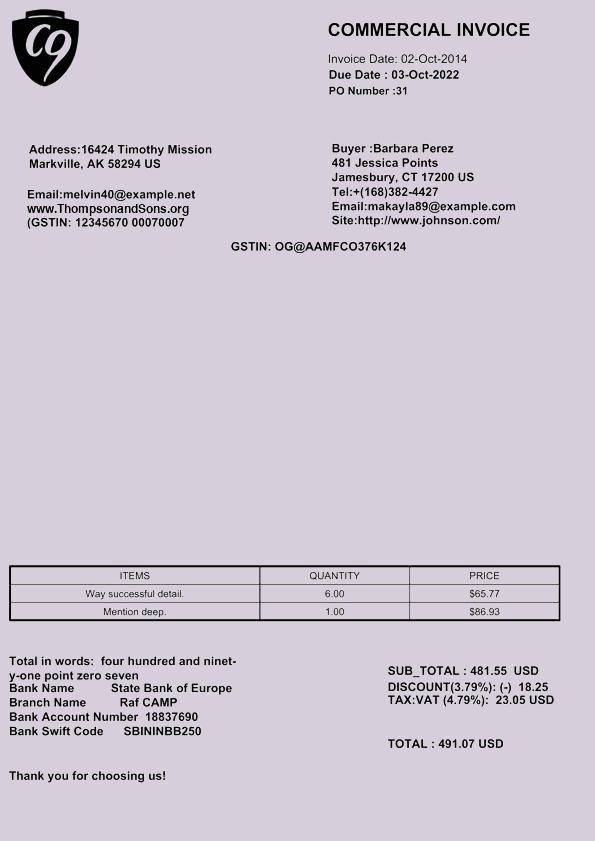 C9
COMMERCIAL INVOICE
Invoice Date: 02-Oct-2014
Due Date : 03-Oct-2022
PO Number :31
Address:16424 Timothy Mission
Markville, AK 58294 US
Email:melvin40@example.net
www.ThompsonandSons.org
(GSTIN: 12345670 00070007
Buyer :Barbara Perez
481 Jessica Points
Jamesbury, CT 17200 US
Tel:+(168)382-4427
Email:makayla89@example.com
Site:http://www.johnson.com/
GSTIN: OG@AAMFCO376K124
ITEMS QUANTITY PRICE
Way successful detail. 6.00 $65.77
Mention deep. 1.00 $86.93
Total in words: four hundred and ninet-
y-one point zero seven
Bank Name State Bank of Europe
Branch Name Raf CAMP
Bank Account Number 18837690
Bank Swift Code SBININBB250
SUB_TOTAL : 481.55 USD
DISCOUNT(3.79%): (-) 18.25
TAX:VAT (4.79%): 23.05 USD
TOTAL : 491.07 USD
Thank you for choosing us!